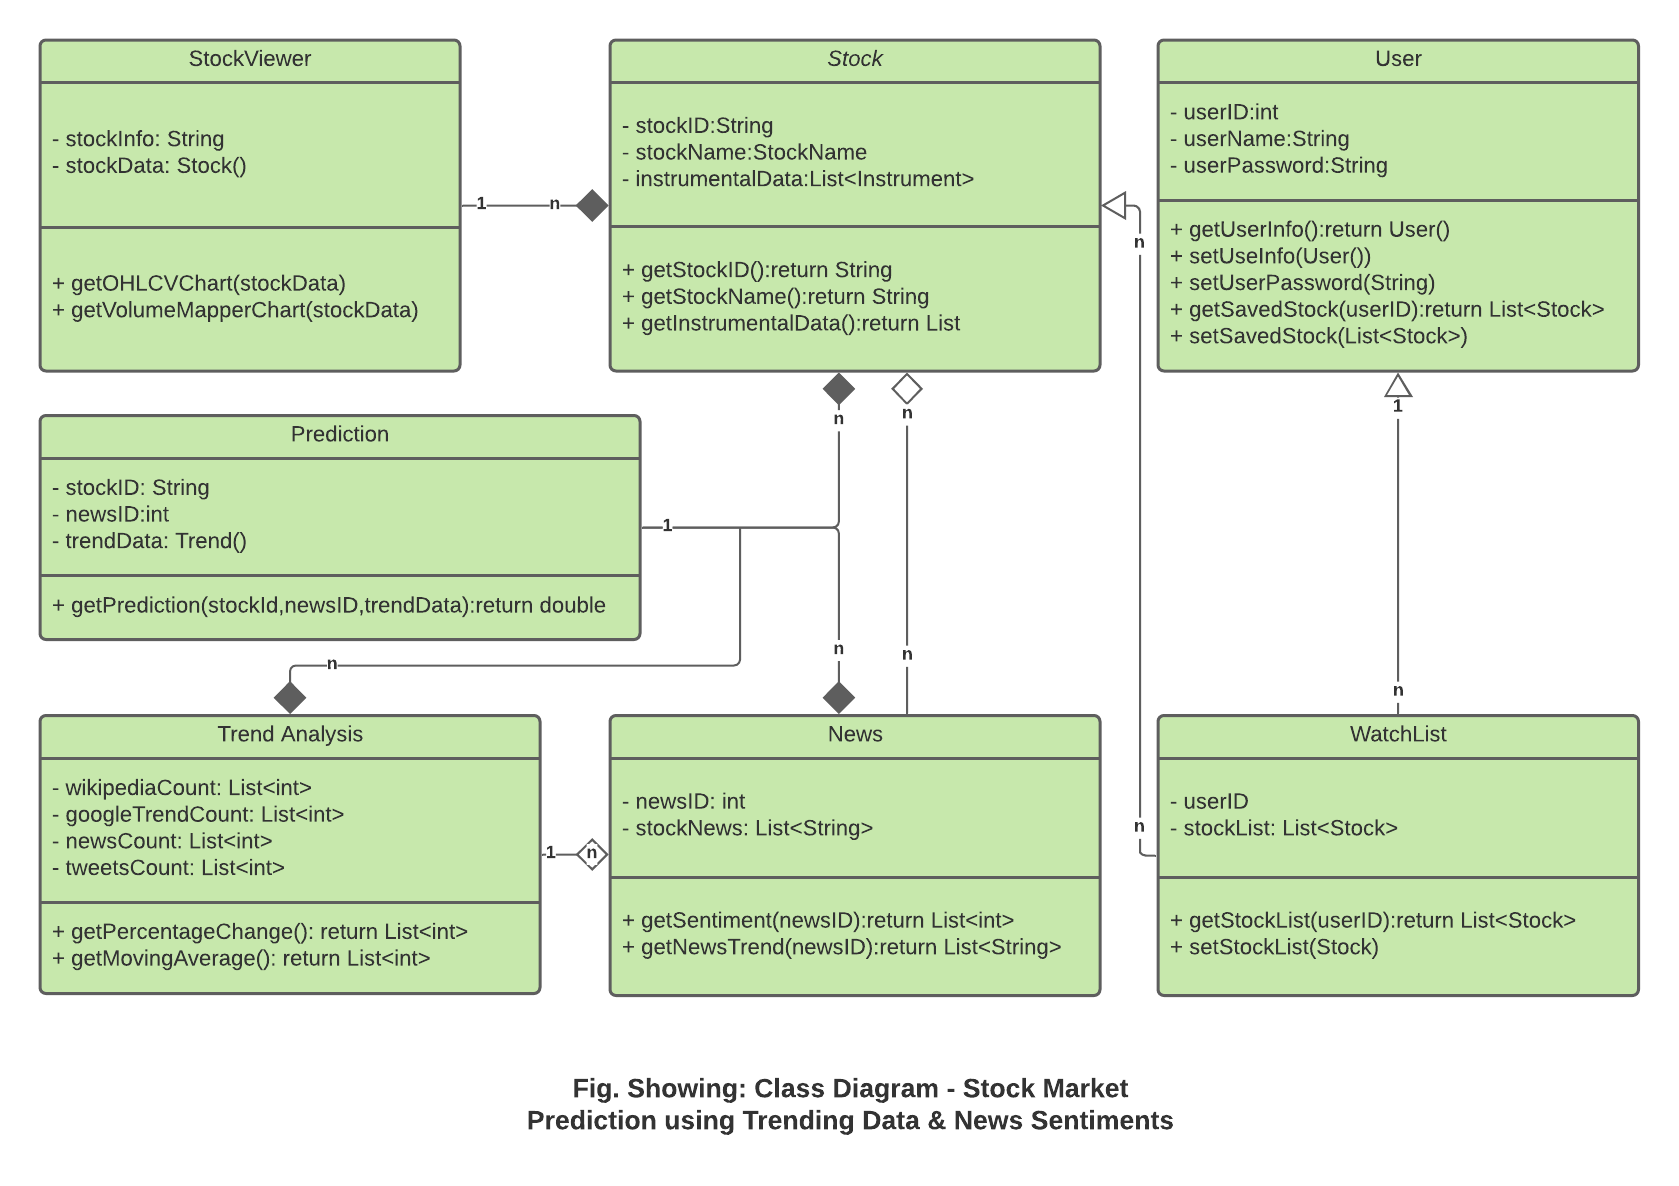 StockViewer
- stockInfo: String
- stockData: Stock()
+ getOHLCVChart(stockData)
+ getVolumeMapperChart(stockData)
1
n
Stock
- stockID:String
- stockName:StockName
- instrumentalData:List<Instrument>
+ getStockID():return String
+ getStockName():return String
+ getInstrumentalData():return List
User
- userID:int
- userName:String
- userPassword:String
+ getUserInfo():return User()
+ setUseInfo(User())
+ setUserPassword(String)
+ getSavedStock(userID):return List<Stock>
+ setSavedStock(List<Stock>)
n
n
n
1
Prediction
- stockID: String
- newsID:int
- trendData: Trend()
+ getPrediction(stockId,newsID,trendData):return double
1
n
n
n
n
Trend Analysis
- wikipediaCount: List<int>
- googleTrendCount: List<int>
- newsCount: List<int>
- tweetsCount: List<int>
+ getPercentageChange(): return List<int>
+ getMovingAverage(): return List<int>
1
n
News
- newsID: int
- stockNews: List<String>
+ getSentiment(newsID):return List<int>
+ getNewsTrend(newsID):return List<String>
n
WatchList
- userID
- stockList: List<Stock>
+ getStockList(userID):return List<Stock>
+ setStockList(Stock)
Fig. Showing: Class Diagram - Stock Market
Prediction using Trending Data & News Sentiments